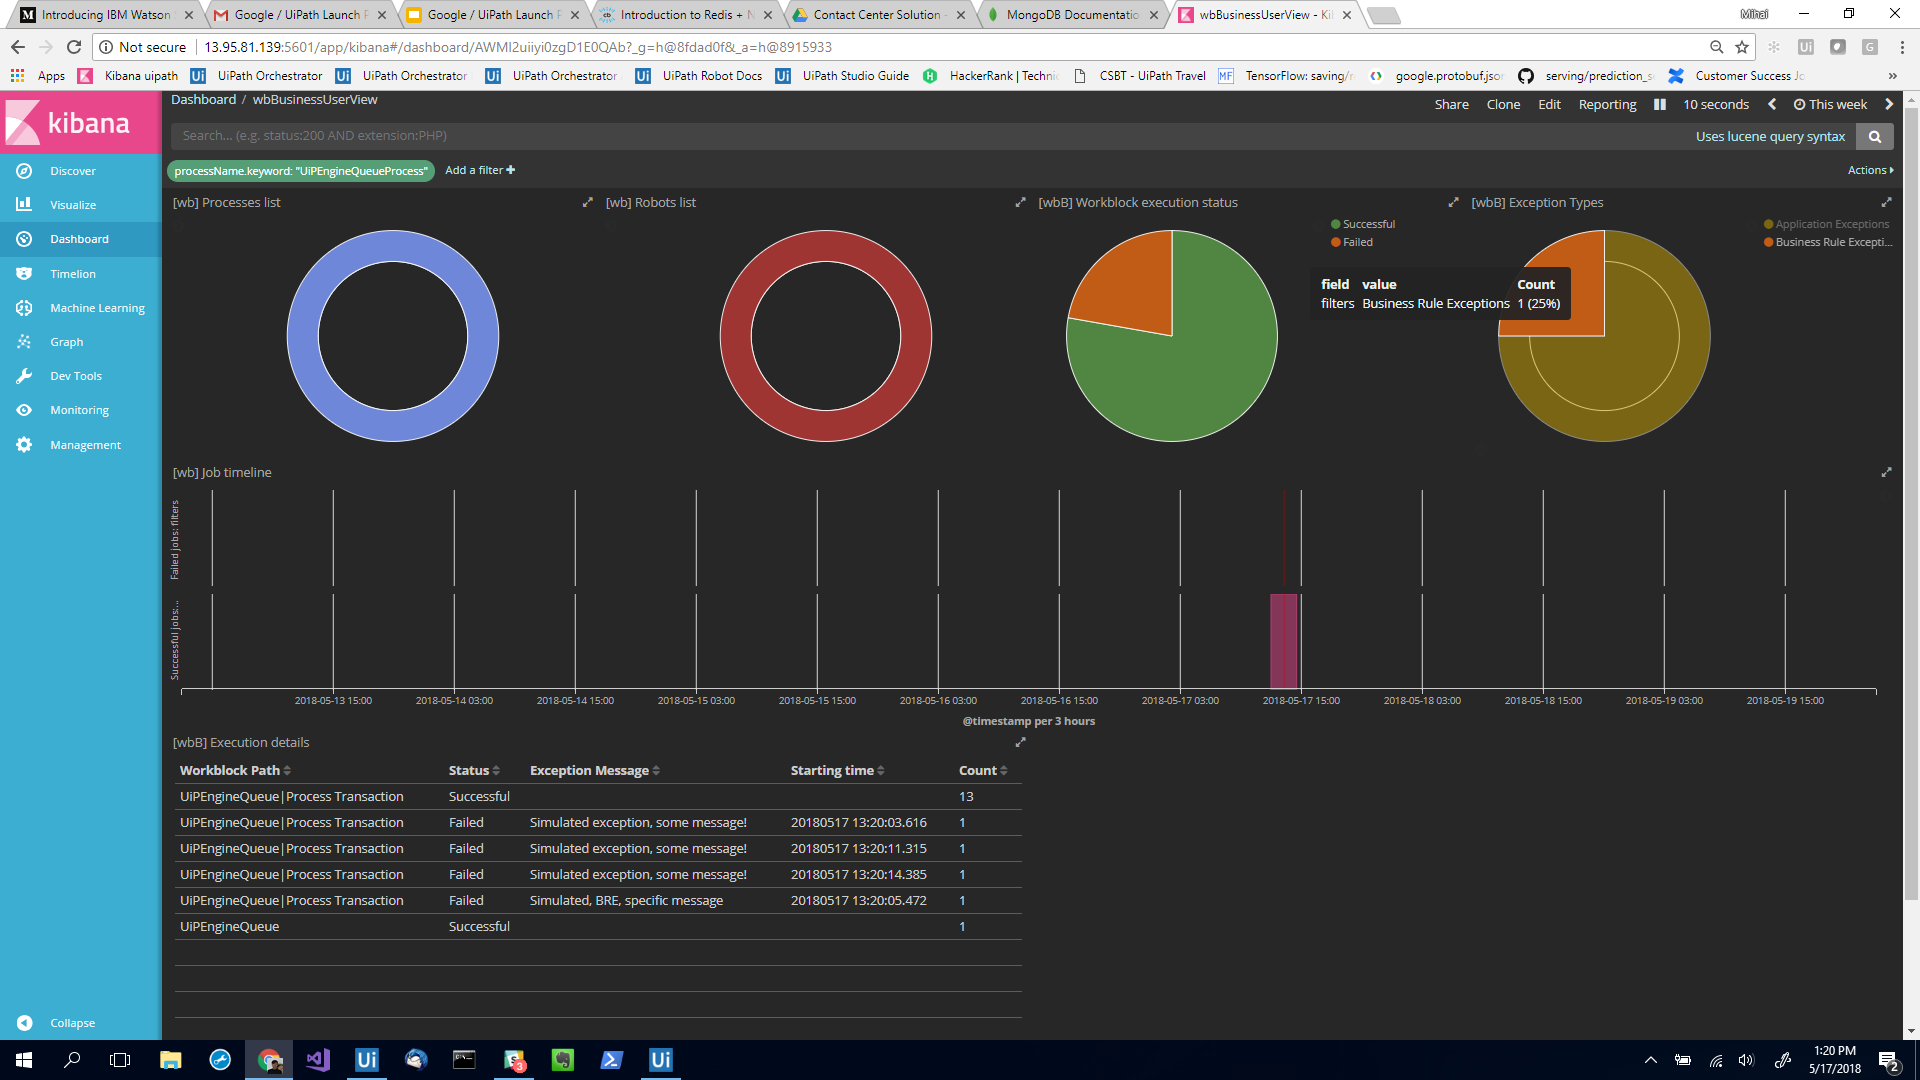 Introducing IBM Watson
Google / UiPath Launch P
Google / UiPath Launch P
Introduction to Redis + N
Contact Center Solution -
MongoDB Documentatio
wbBusinessUserView - Ki
Mihai
Not secure
13.95.81.139:5601/app/kibana#/dashboard/AWMI2uiiyi0zgD1E0QAb?_g=h@8fdad0f&_a=h@8915933
Apps
Kibana uipath
UiPath Orchestrator
UiPath Orchestrator
UiPath Orchestrator
UiPath Robot Docs
UiPath Studio Guide
HackerRank | Technic
CSBT - UiPath Travel
TensorFlow: saving/r
google.protobuf.json
serving/prediction_s
Customer Success Jo
kibana
Discover
Visualize
Dashboard
Timelion
Machine Learning
Graph
Dev Tools
Monitoring
Management
Collapse
Dashboard / wbBusinessUserView
Share Clone Edit Reporting 10 seconds This week
Search... (e.g. status:200 AND extension:PHP)
Uses lucene query syntax
processName.keyword: "UiPEngineQueueProcess"
Add a filter +
Actions
[wb] Processes list
[wb] Robots list
[wbB] Workblock execution status
Successful
Failed
[wbB] Exception Types
Application Exceptions
Business Rule Excepti...
field value Count
filters Business Rule Exceptions 1 (25%)
[wb] Job timeline
Failed jobs: filters
Successful jobs:...
2018-05-13 15:00
2018-05-14 03:00
2018-05-14 15:00
2018-05-15 03:00
2018-05-15 15:00
2018-05-16 03:00
2018-05-16 15:00
2018-05-17 03:00
2018-05-17 15:00
2018-05-18 03:00
2018-05-18 15:00
2018-05-19 03:00
2018-05-19 15:00
@timestamp per 3 hours
[wbB] Execution details
Workblock Path Status Exception Message Starting time Count
UiPEngineQueue|Process Transaction Successful 13
UiPEngineQueue|Process Transaction Failed Simulated exception, some message! 20180517 13:20:03.616 1
UiPEngineQueue|Process Transaction Failed Simulated exception, some message! 20180517 13:20:11.315 1
UiPEngineQueue|Process Transaction Failed Simulated exception, some message! 20180517 13:20:14.385 1
UiPEngineQueue|Process Transaction Failed Simulated, BRE, specific message 20180517 13:20:05.472 1
UiPEngineQueue Successful 1
1:20 PM
5/17/2018